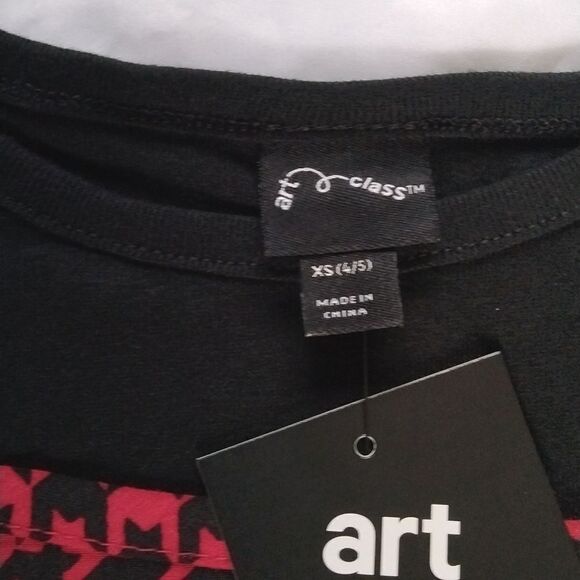 art class™
XS (4/5)
MADE IN
CHINA
art